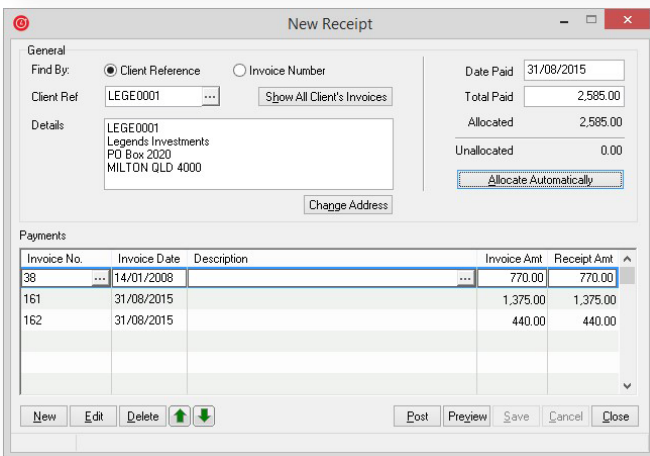 New Receipt
General
Find By: Client Reference Invoice Number
Client Ref LEGE0001 ... Show All Client's Invoices
Details LEGE0001
Legends Investments
PO Box 2020
MILTON QLD 4000
Change Address
Date Paid 31/08/2015
Total Paid 2,585.00
Allocated 2,585.00
Unallocated 0.00
Allocate Automatically
Payments
Invoice No. Invoice Date Description Invoice Amt Receipt Amt
38 ... 14/01/2008 ... 770.00 770.00
161 31/08/2015 1,375.00 1,375.00
162 31/08/2015 440.00 440.00
New Edit Delete Post Preview Save Cancel Close